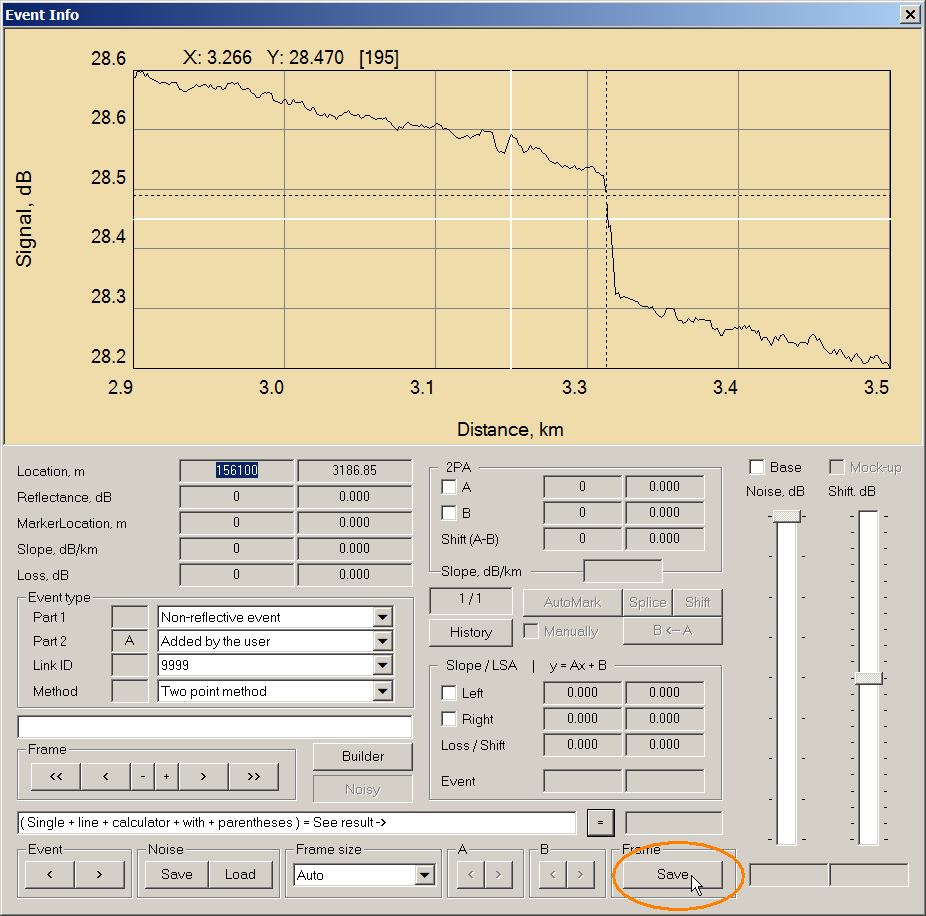 Event Info
X: 3.266 Y: 28.470 [195]
28.6
28.6
28.5
28.4
28.3
28.2
Signal, dB
2.9 3.0 3.1 3.3 3.4 3.5
Distance, km
Location, m 156100 3186.85
Reflectance, dB 0 0.000
MarkerLocation, m 0 0.000
Slope, dB/km 0 0.000
Loss, dB 0 0.000
Event type
Part 1 Non-reflective event
Part 2 A Added by the user
Link ID 9999
Method Two point method
Frame
<< < - + > >>
Builder
Noisy
2PA
A 0 0.000
B 0 0.000
Shift (A-B) 0 0.000
Slope, dB/km
1 / 1 AutoMark Splice Shift
History Manually B <-- A
Slope / LSA | y = Ax + B
Left 0.000 0.000
Right 0.000 0.000
Loss / Shift 0.000 0.000
Event
Base Mock-up
Noise, dB Shift. dB
( Single + line + calculator + with + parentheses ) = See result ->
=
Event
< >
Noise
Save Load
Frame size
Auto
A
< >
B
< >
Frame
Save